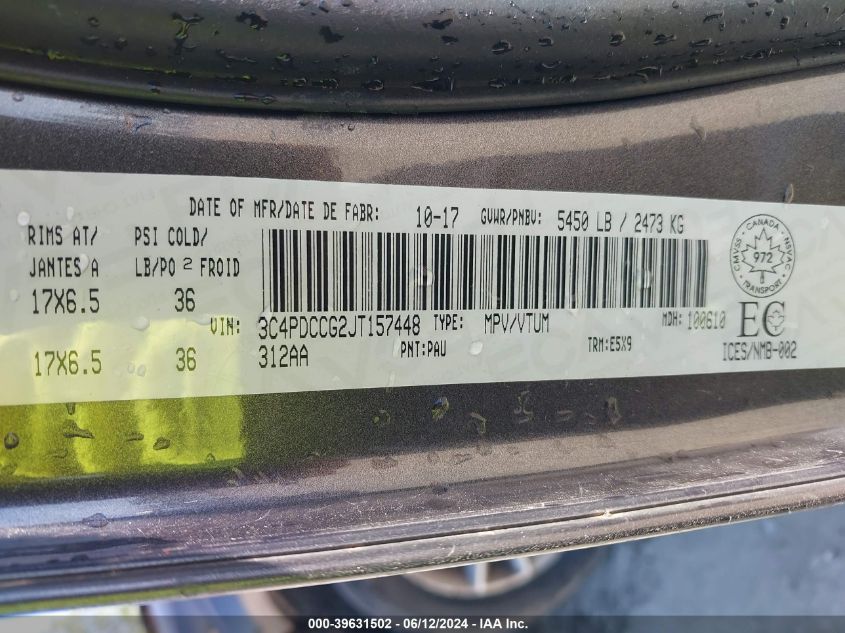 DATE OF MFR/DATE DE FABR: 10-17 GVWR/PNBV: 5450 LB / 2473 KG
RIMS AT/ PSI COLD/
JANTES A LB/PO 2 FROID
17X6.5 36
VIN: 3C4PDCCG2JT157448 TYPE: MPV/VTUM MDH: 100610
17X6.5 36 312AA PNT:PAU TRM:E5X9
CANADA
CMVSS NSVAC
972
TRANSPORT
EC
ICES/NMB-002
000-39631502 - 06/12/2024 - IAA Inc.